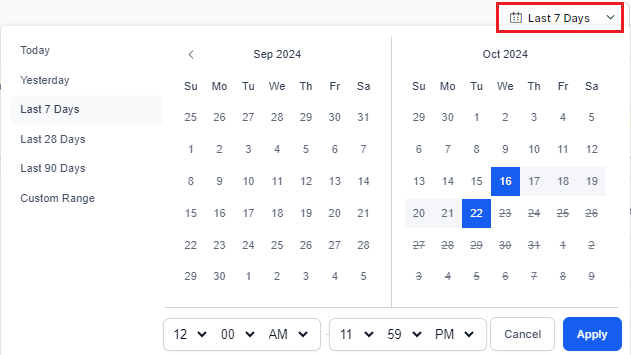 Last 7 Days
Today
Yesterday
Last 7 Days
Last 28 Days
Last 90 Days
Custom Range
Sep 2024
Su Mo Tu We Th Fr Sa
25 26 27 28 29 30 31
1 2 3 4 5 6 7
8 9 10 11 12 13 14
15 16 17 18 19 20 21
22 23 24 25 26 27 28
29 30 1 2 3 4 5
Oct 2024
Su Mo Tu We Th Fr Sa
29 30 1 2 3 4 5
6 7 8 9 10 11 12
13 14 15 16 17 18 19
20 21 22 23 24 25 26
27 28 29 30 31 1 2
3 4 5 6 7 8 9
12 00 AM - 11 59 PM Cancel Apply